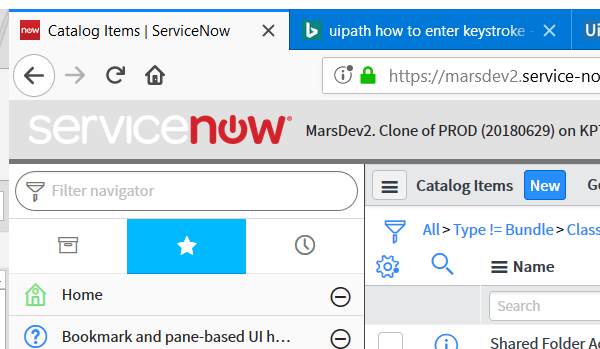 Catalog Items | ServiceNow
uipath how to enter keystroke -
Ui
https://marsdev2.service-no
servicenow
MarsDev2. Clone of PROD (20180629) on KP
Filter navigator
Catalog Items
New
Go
All > Type != Bundle > Class
Name
Search
Home
Bookmark and pane-based UI h...
Shared Folder Ac